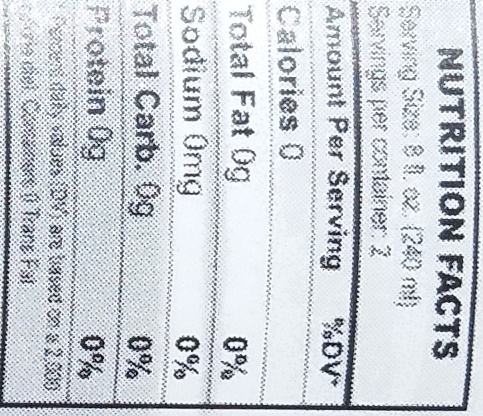 NUTRITION FACTS
Serving Size: 8 fl. oz. (240 ml)
Servings per container: 2
Amount Per Serving %DV*
Calories 0
Total Fat 0g 0%
Sodium 0mg 0%
Total Carb. 0g 0%
Protein 0g 0%
* Percent daily values (DV) are based on a 2,000
calorie diet. Contains 0 Trans Fat